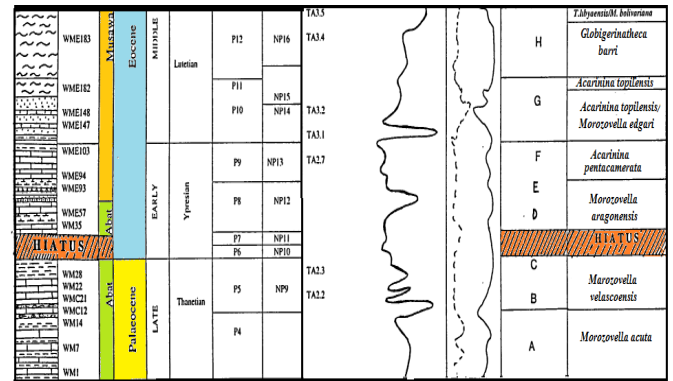 WME183
WME182
WME148
WME147
WME103
WME94
WME93
WME57
WM35
HIATUS
WM28
WM22
WMC21
WMC12
WM14
WM7
WM1
Musawa
Abat
Abat
Eocene
Palaeocene
MIDDLE
EARLY
LATE
Lutetian
Ypresian
Thanetian
P12
P11
P10
P9
P8
P7
P6
P5
P4
NP16
NP15
NP14
NP13
NP12
NP11
NP10
NP9
TA3.5
TA3.4
TA3.2
TA3.1
TA2.7
TA2.3
TA2.2
H
G
F
E
D
C
B
A
T.libyaentis/M. bolivariana
Globigerinatheca
barri
Acarinina topilensis
Acarinina topilensis/
Morozovella edgari
Acarinina
pentacamerata
Morozovella
aragonensis
HIATUS
Marozovella
velascoensis
Morozovella acuta